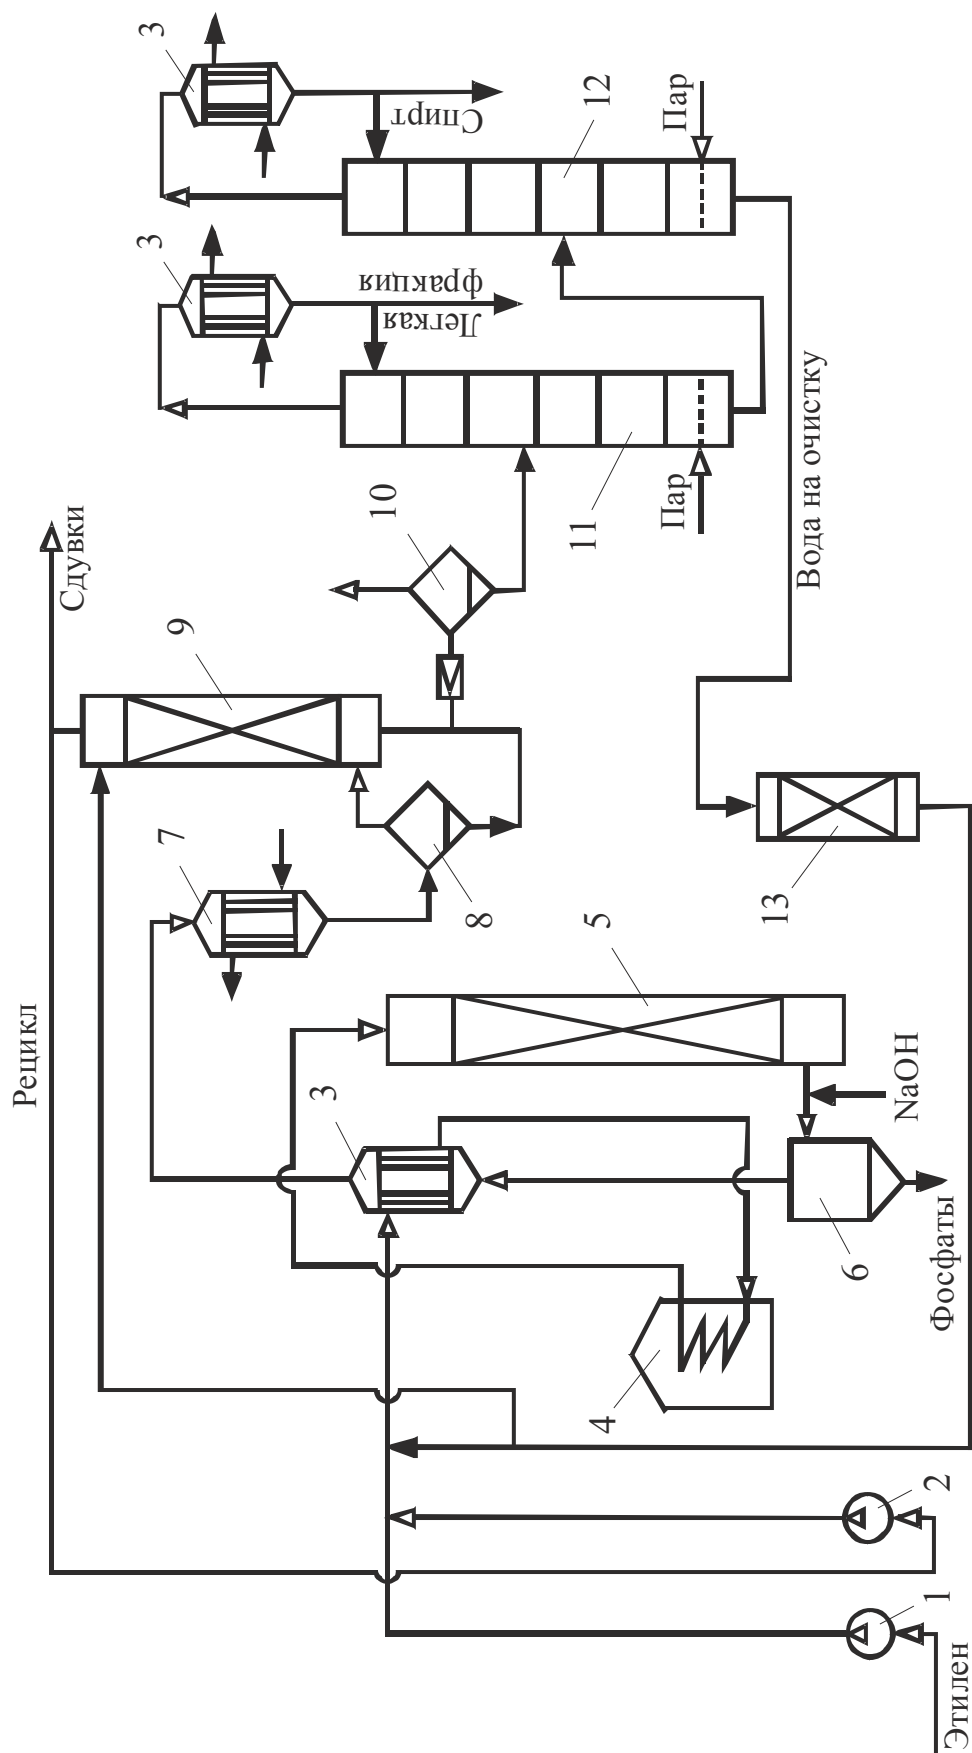 Рецикл
Сдувки
3
3
7
9
10
3
5
8
Легкая
фракция
Спирт
11
12
Пар
Пар
4
6
13
Вода на очистку
NaOH
Фосфаты
1
2
Этилен